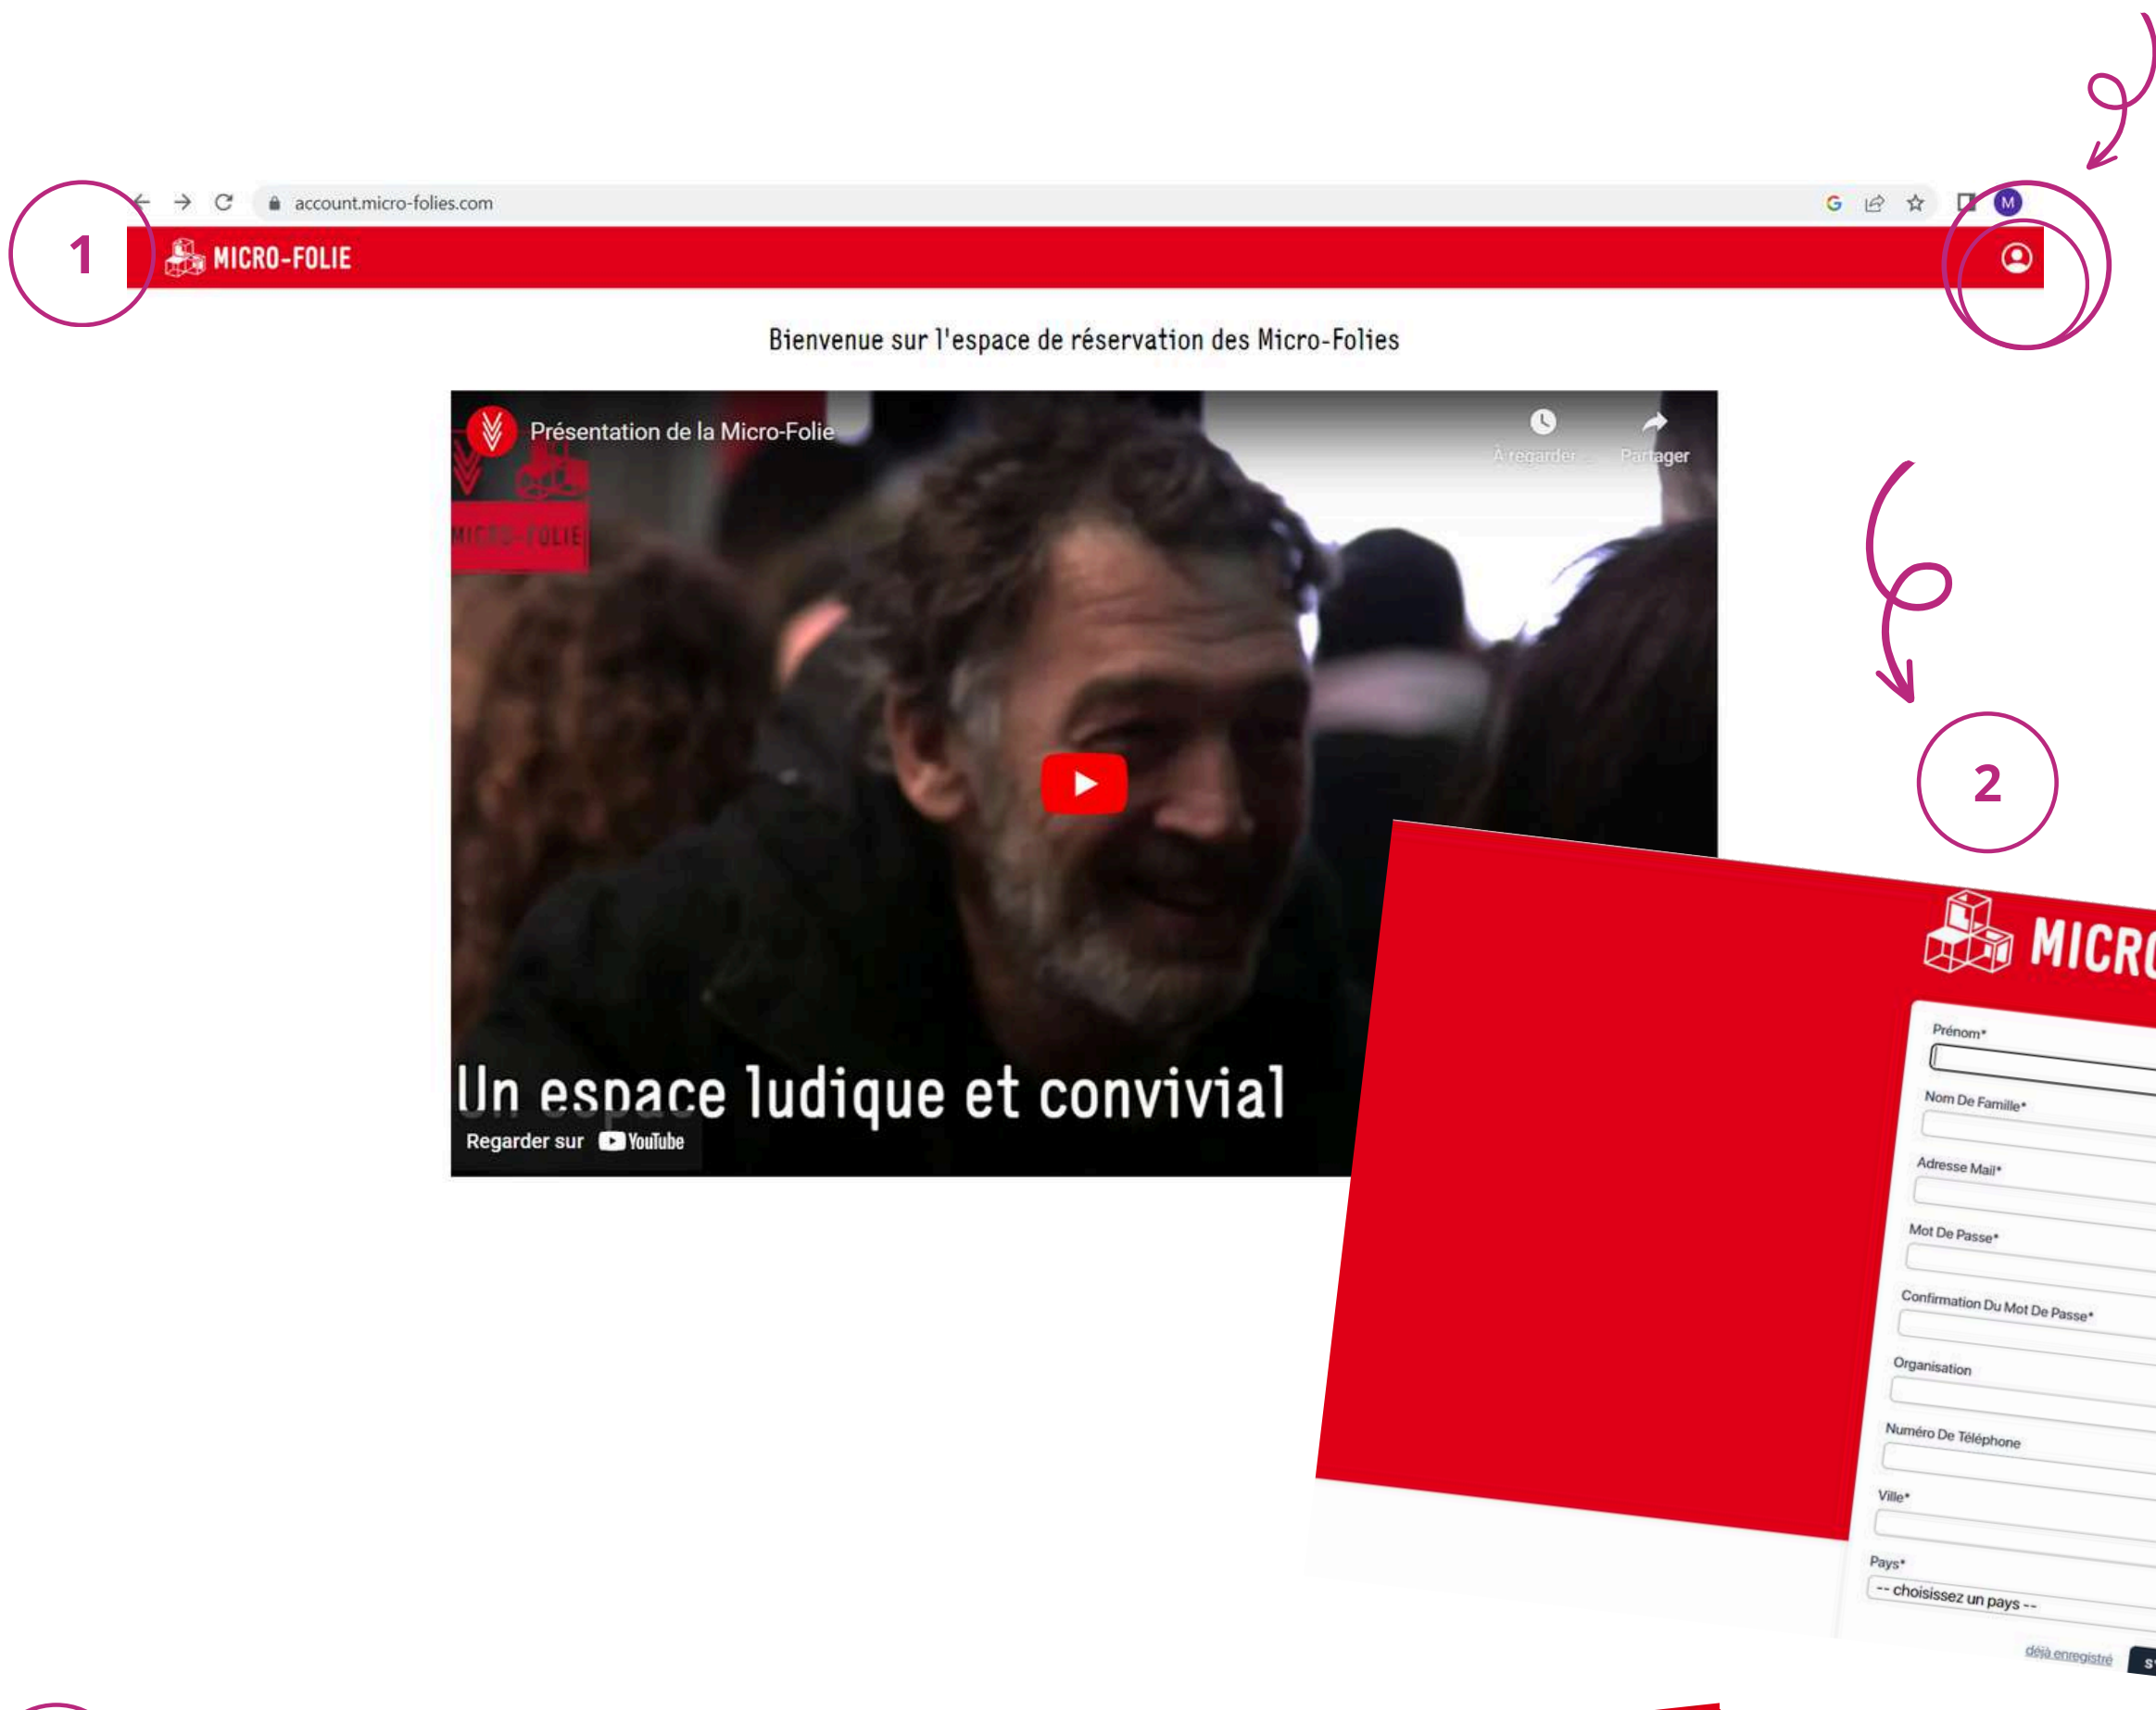 account.micro-folies.com
G
M
1
MICRO-FOLIE
Bienvenue sur l'espace de réservation des Micro-Folies
Présentation de la Micro-Folie
À regarder ...
Partager
MICRO-FOLIE
Un espace ludique et convivial
Regarder sur YouTube
2
MICRO
Prénom*
Nom De Famille*
Adresse Mail*
Mot De Passe*
Confirmation Du Mot De Passe*
Organisation
Numéro De Téléphone
Ville*
Pays*
-- choisissez un pays --
déjà enregistré